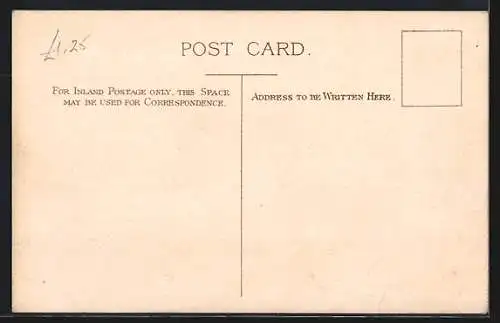 £1.25
POST CARD.
FOR INLAND POSTAGE ONLY, THIS SPACE
MAY BE USED FOR CORRESPONDENCE.
ADDRESS TO BE WRITTEN HERE.